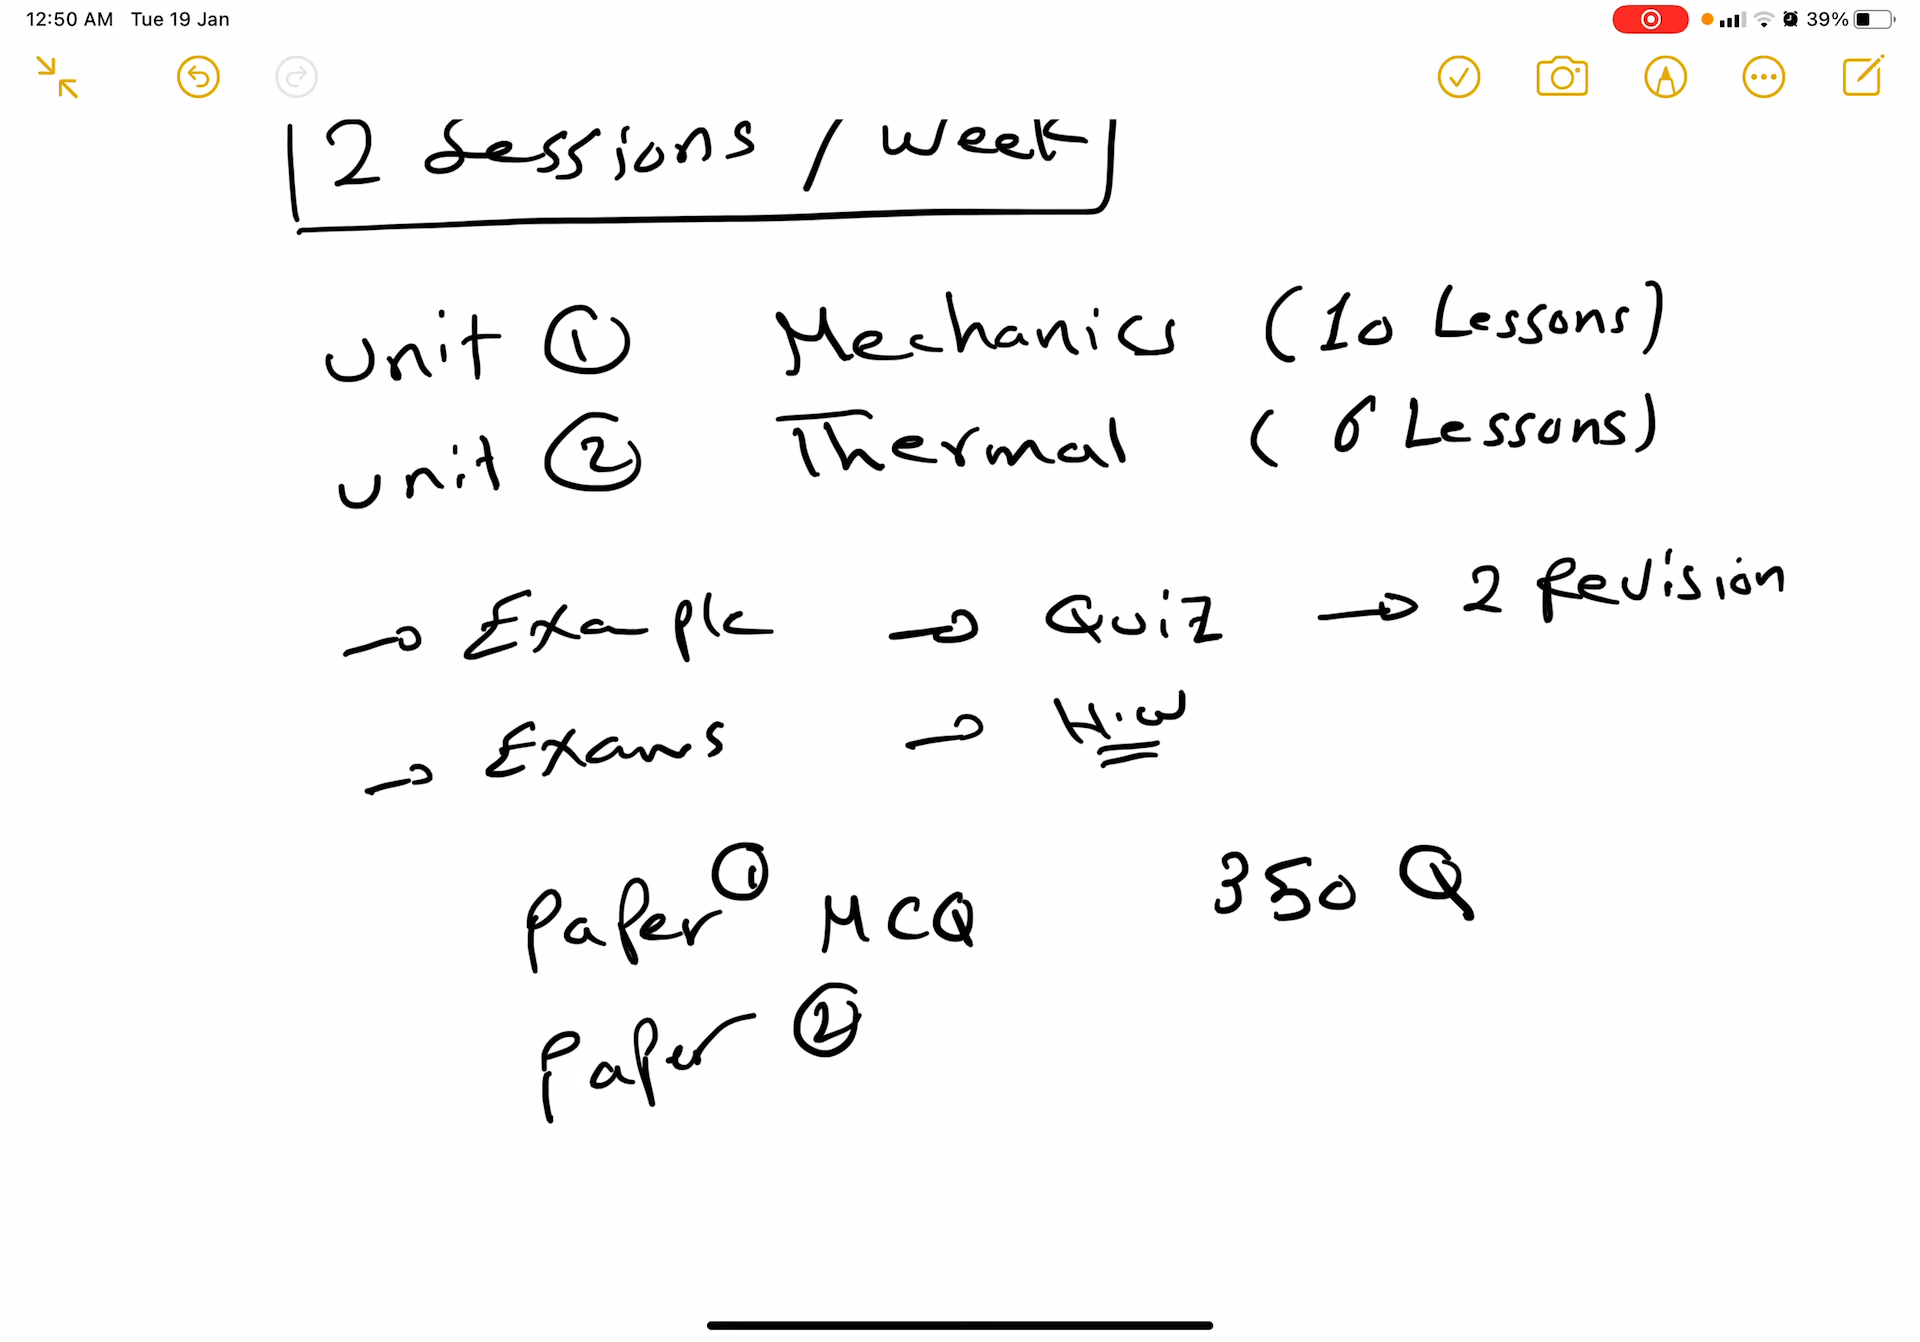 12:50 AM Tue 19 Jan 39%
2 Sessions / week
Unit ① Mechanics (10 Lessons)
Unit ② Thermal (6 Lessons)
→ Example → Quiz → 2 Revision
→ Exams → H.W
Paper ① MCQ 350 Q
Paper ②